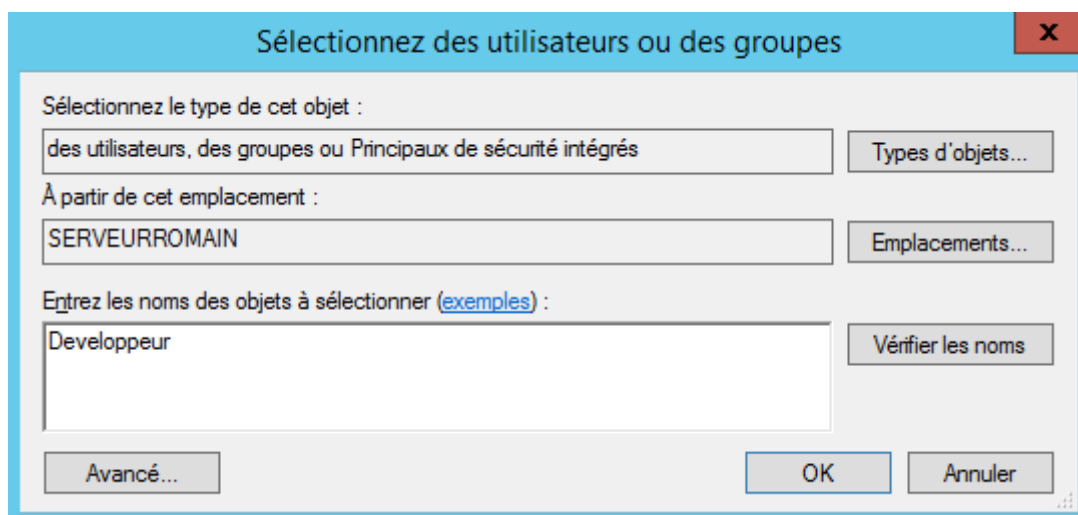 Sélectionnez des utilisateurs ou des groupes
x
Sélectionnez le type de cet objet :
des utilisateurs, des groupes ou Principaux de sécurité intégrés
Types d'objets...
À partir de cet emplacement :
SERVEURROMAIN
Emplacements...
Entrez les noms des objets à sélectionner (exemples) :
Developpeur
Vérifier les noms
Avancé...
OK
Annuler